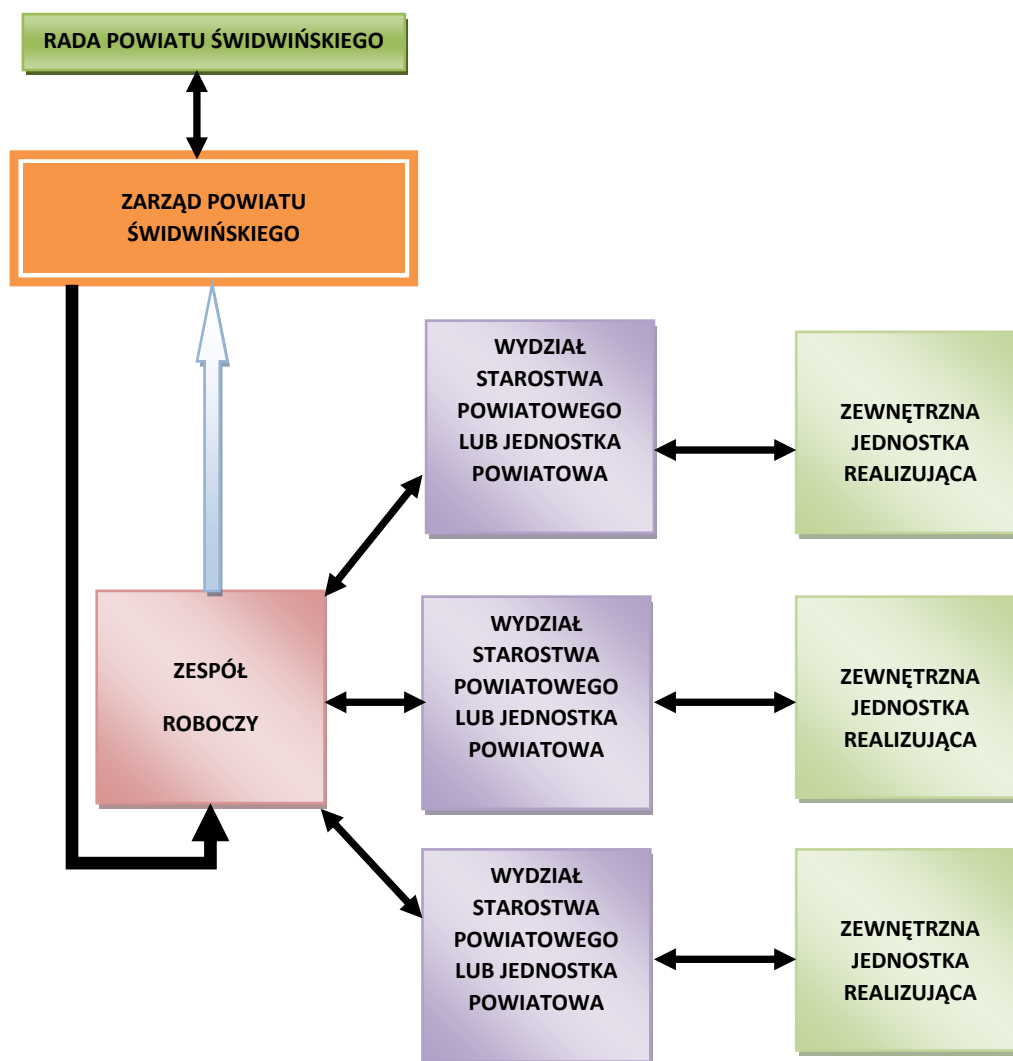 RADA POWIATU ŚWIDWIŃSKIEGO
ZARZĄD POWIATU
ŚWIDWIŃSKIEGO
WYDZIAŁ
STAROSTWA
POWIATOWEGO
LUB JEDNOSTKA
POWIATOWA
ZEWNĘTRZNA
JEDNOSTKA
REALIZUJĄCA
ZESPÓŁ
ROBOCZY
WYDZIAŁ
STAROSTWA
POWIATOWEGO
LUB JEDNOSTKA
POWIATOWA
ZEWNĘTRZNA
JEDNOSTKA
REALIZUJĄCA
WYDZIAŁ
STAROSTWA
POWIATOWEGO
LUB JEDNOSTKA
POWIATOWA
ZEWNĘTRZNA
JEDNOSTKA
REALIZUJĄCA